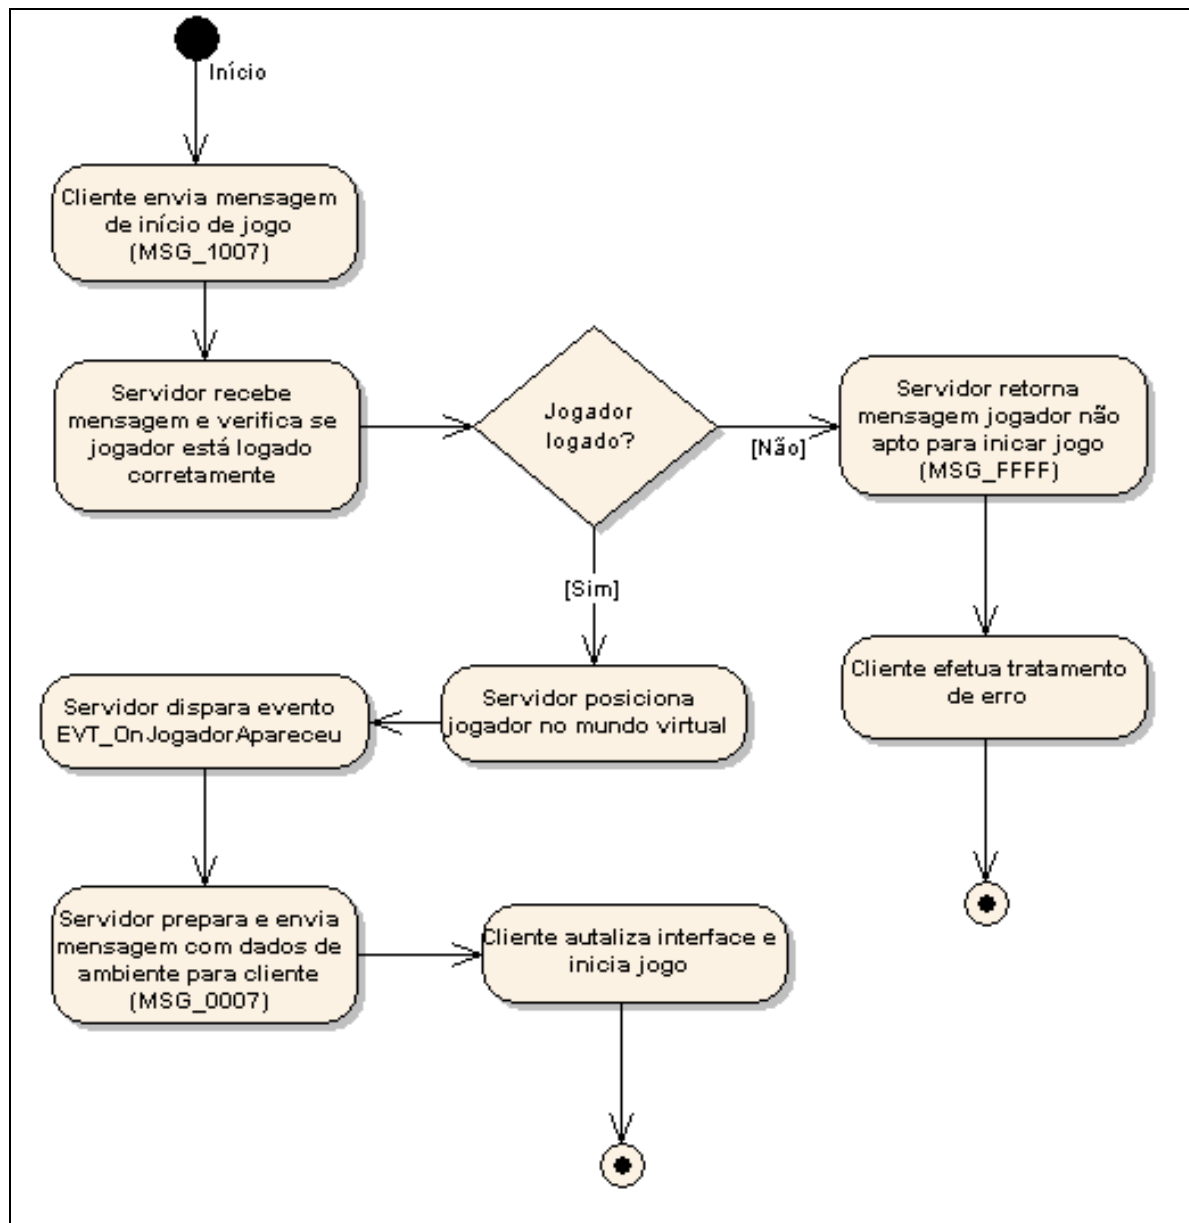 Início
Cliente envia mensagem
de início de jogo
(MSG_1007)
Servidor recebe
mensagem e verifica se
jogador está logado
corretamente
Jogador
logado?
[Não]
Servidor retorna
mensagem jogador não
apto para inicar jogo
(MSG_FFFF)
[Sim]
Cliente efetua tratamento
de erro
Servidor posiciona
jogador no mundo virtual
Servidor dispara evento
EVT_OnJogadorApareceu
Servidor prepara e envia
mensagem com dados de
ambiente para cliente
(MSG_0007)
Cliente autaliza interface e
inicia jogo